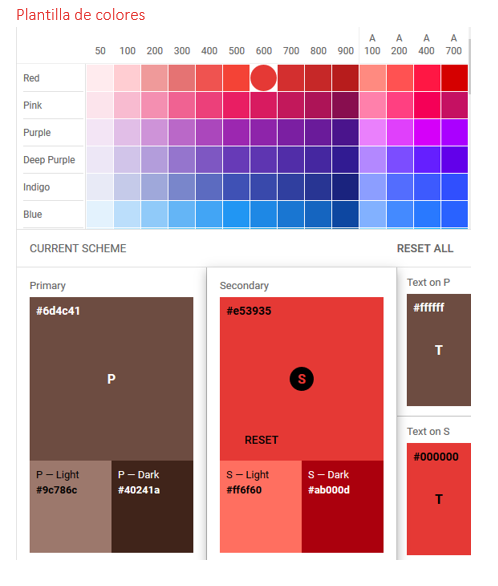 Plantilla de colores
A A A A
50 100 200 300 400 500 600 700 800 900 100 200 400 700
Red
Pink
Purple
Deep Purple
Indigo
Blue
CURRENT SCHEME RESET ALL
Primary
#6d4c41
P
P — Light
#9c786c
P — Dark
#40241a
Secondary
#e53935
S
RESET
S — Light
#ff6f60
S — Dark
#ab000d
Text on P
#ffffff
T
Text on S
#000000
T